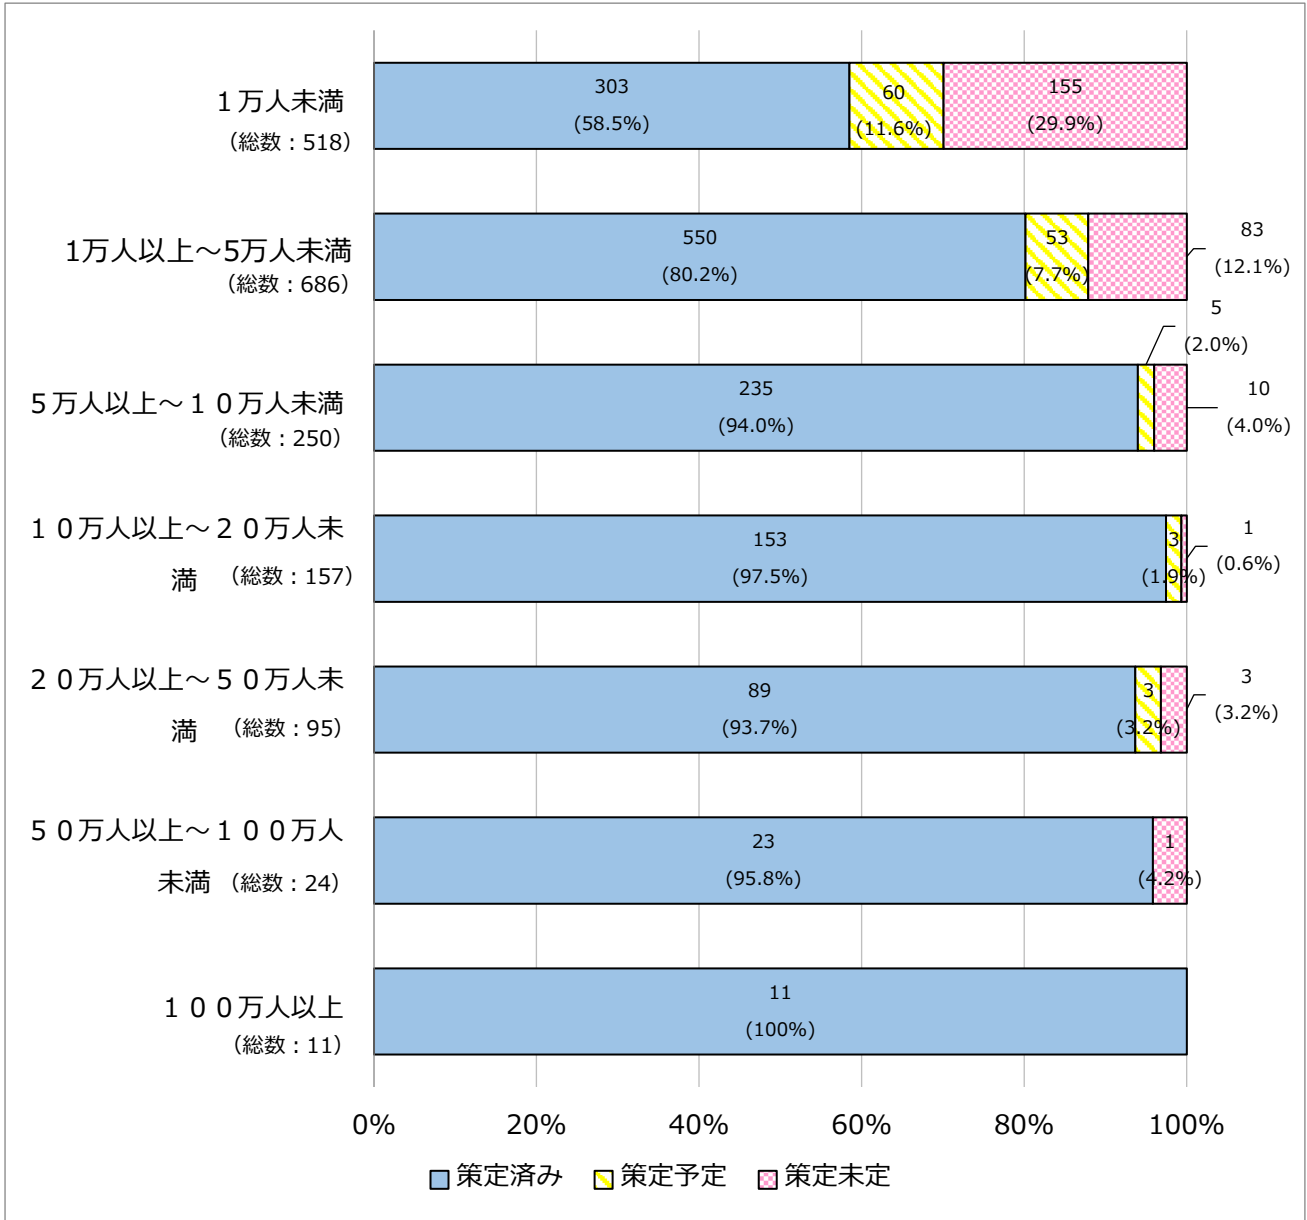 303
60
155
１万人未満
(58.5%)
(11.6%)
(29.9%)
（総数：518）
550
53
83
1万人以上～5万人未満
(80.2%)
(7.7%)
(12.1%)
（総数：686）
5
(2.0%)
235
10
５万人以上～１０万人未満
(94.0%)
(4.0%)
（総数：250）
１０万人以上～２０万人未
153
3
1
満 （総数：157）
(97.5%)
(1.9%)
(0.6%)
２０万人以上～５０万人未
89
3
3
満 （総数：95）
(93.7%)
(3.2%)
(3.2%)
５０万人以上～１００万人
23
1
未満 （総数：24）
(95.8%)
(4.2%)
11
１００万人以上
(100%)
（総数：11）
0% 20% 40% 60% 80% 100%
策定済み 策定予定 策定未定